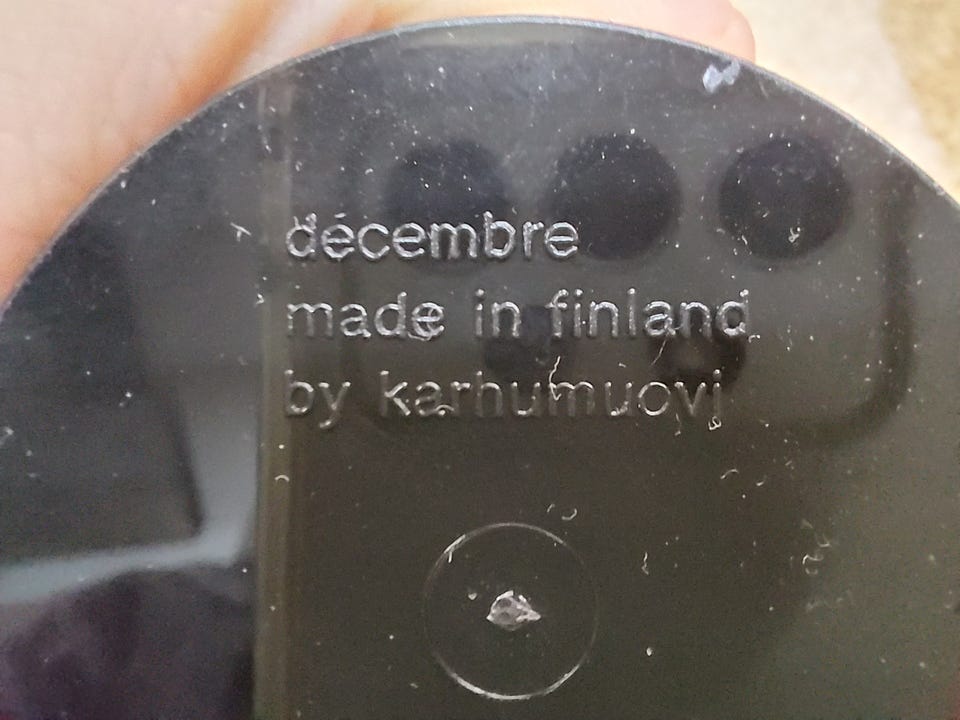 décembre
made in finland
by karhumuovi